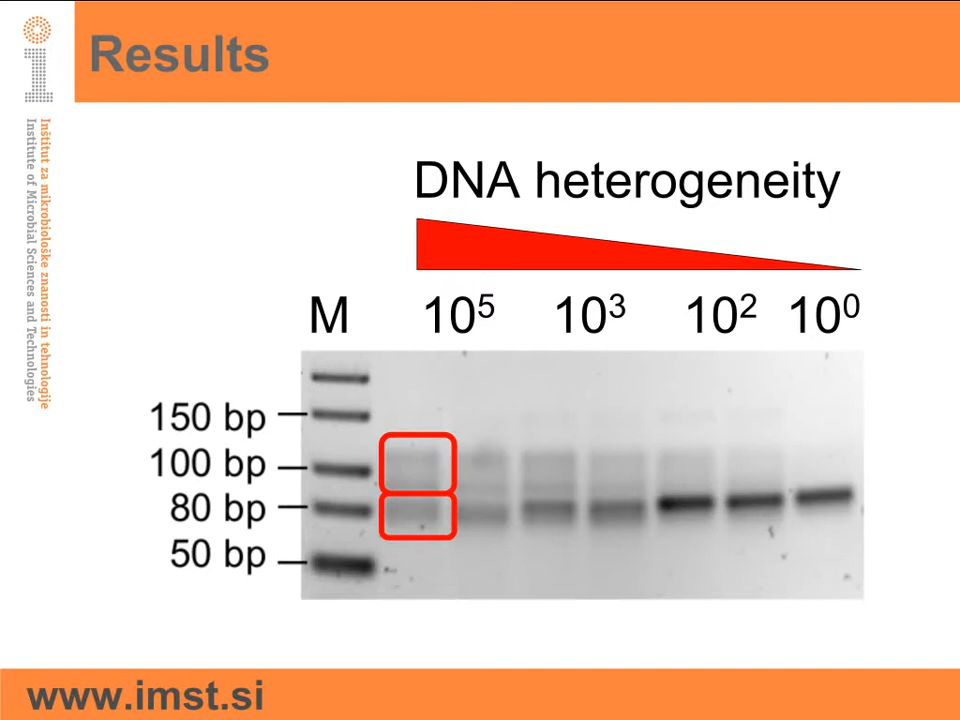 Results
Inštitut za mikrobiološke znanosti in tehnologije
Institute of Microbial Sciences and Technologies
DNA heterogeneity
M 10⁵ 10³ 10² 10⁰
150 bp
100 bp
80 bp
50 bp
www.imst.si